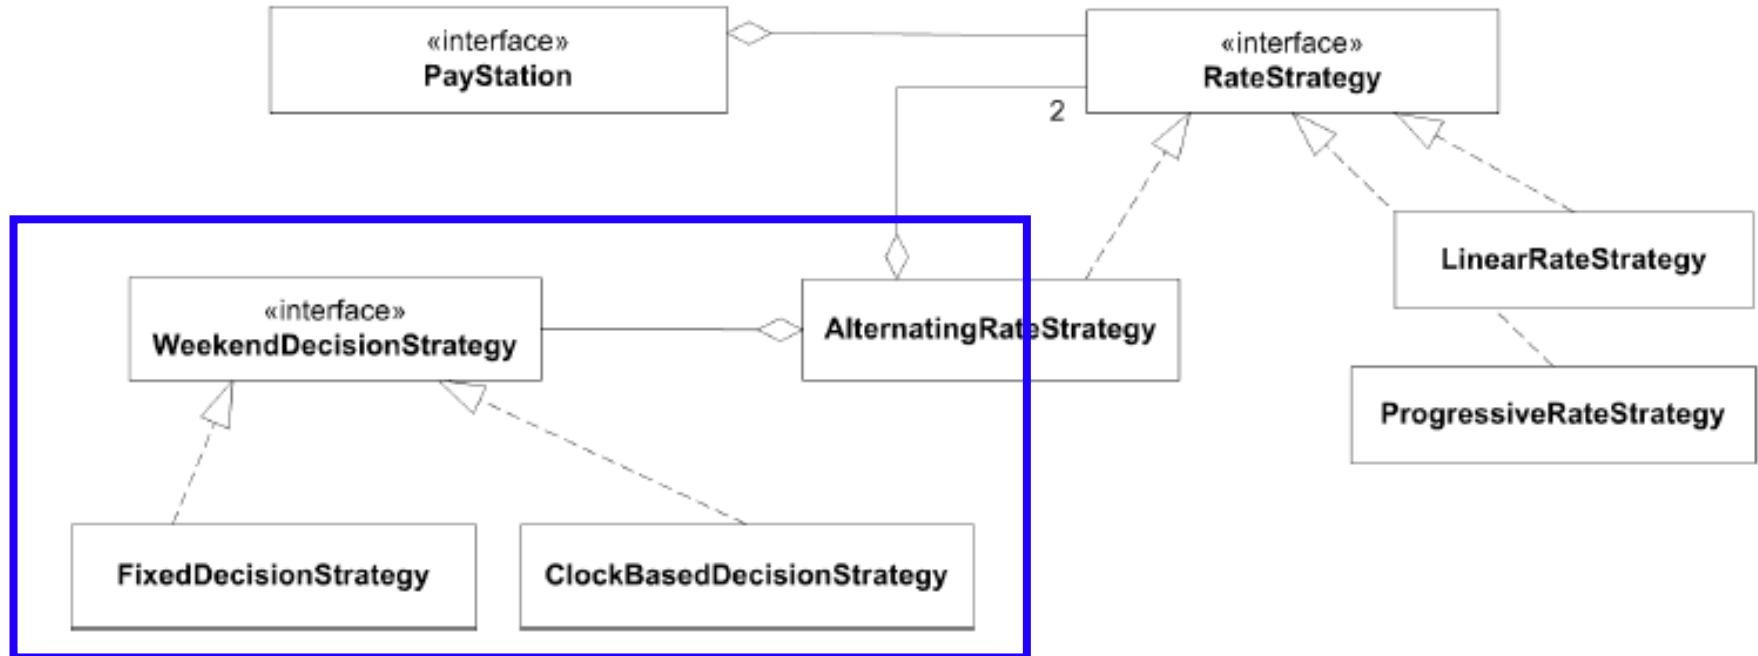 «interface»
PayStation
«interface»
RateStrategy
2
«interface»
WeekendDecisionStrategy
AlternatingRateStrategy
LinearRateStrategy
ProgressiveRateStrategy
FixedDecisionStrategy
ClockBasedDecisionStrategy